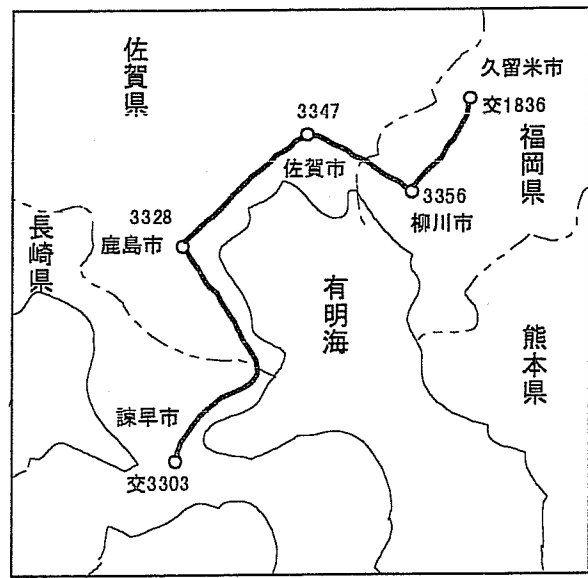 佐賀県
久留米市
交1836
3347
福岡県
佐賀市
3356
柳川市
3328
鹿島市
長崎県
有明海
熊本県
諫早市
交3303